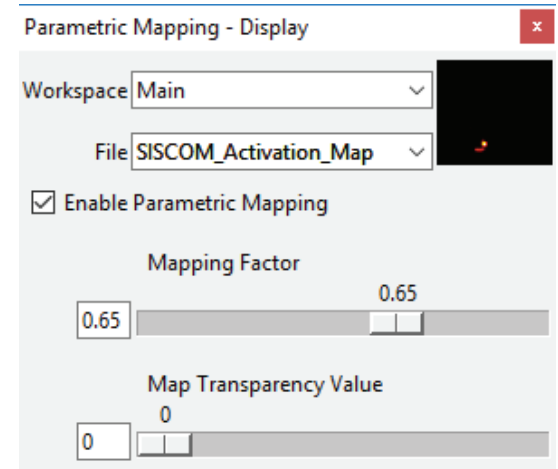 Parametric Mapping - Display x
Workspace Main
File SISCOM_Activation_Map
Enable Parametric Mapping
Mapping Factor
0.65
0.65
Map Transparency Value
0
0